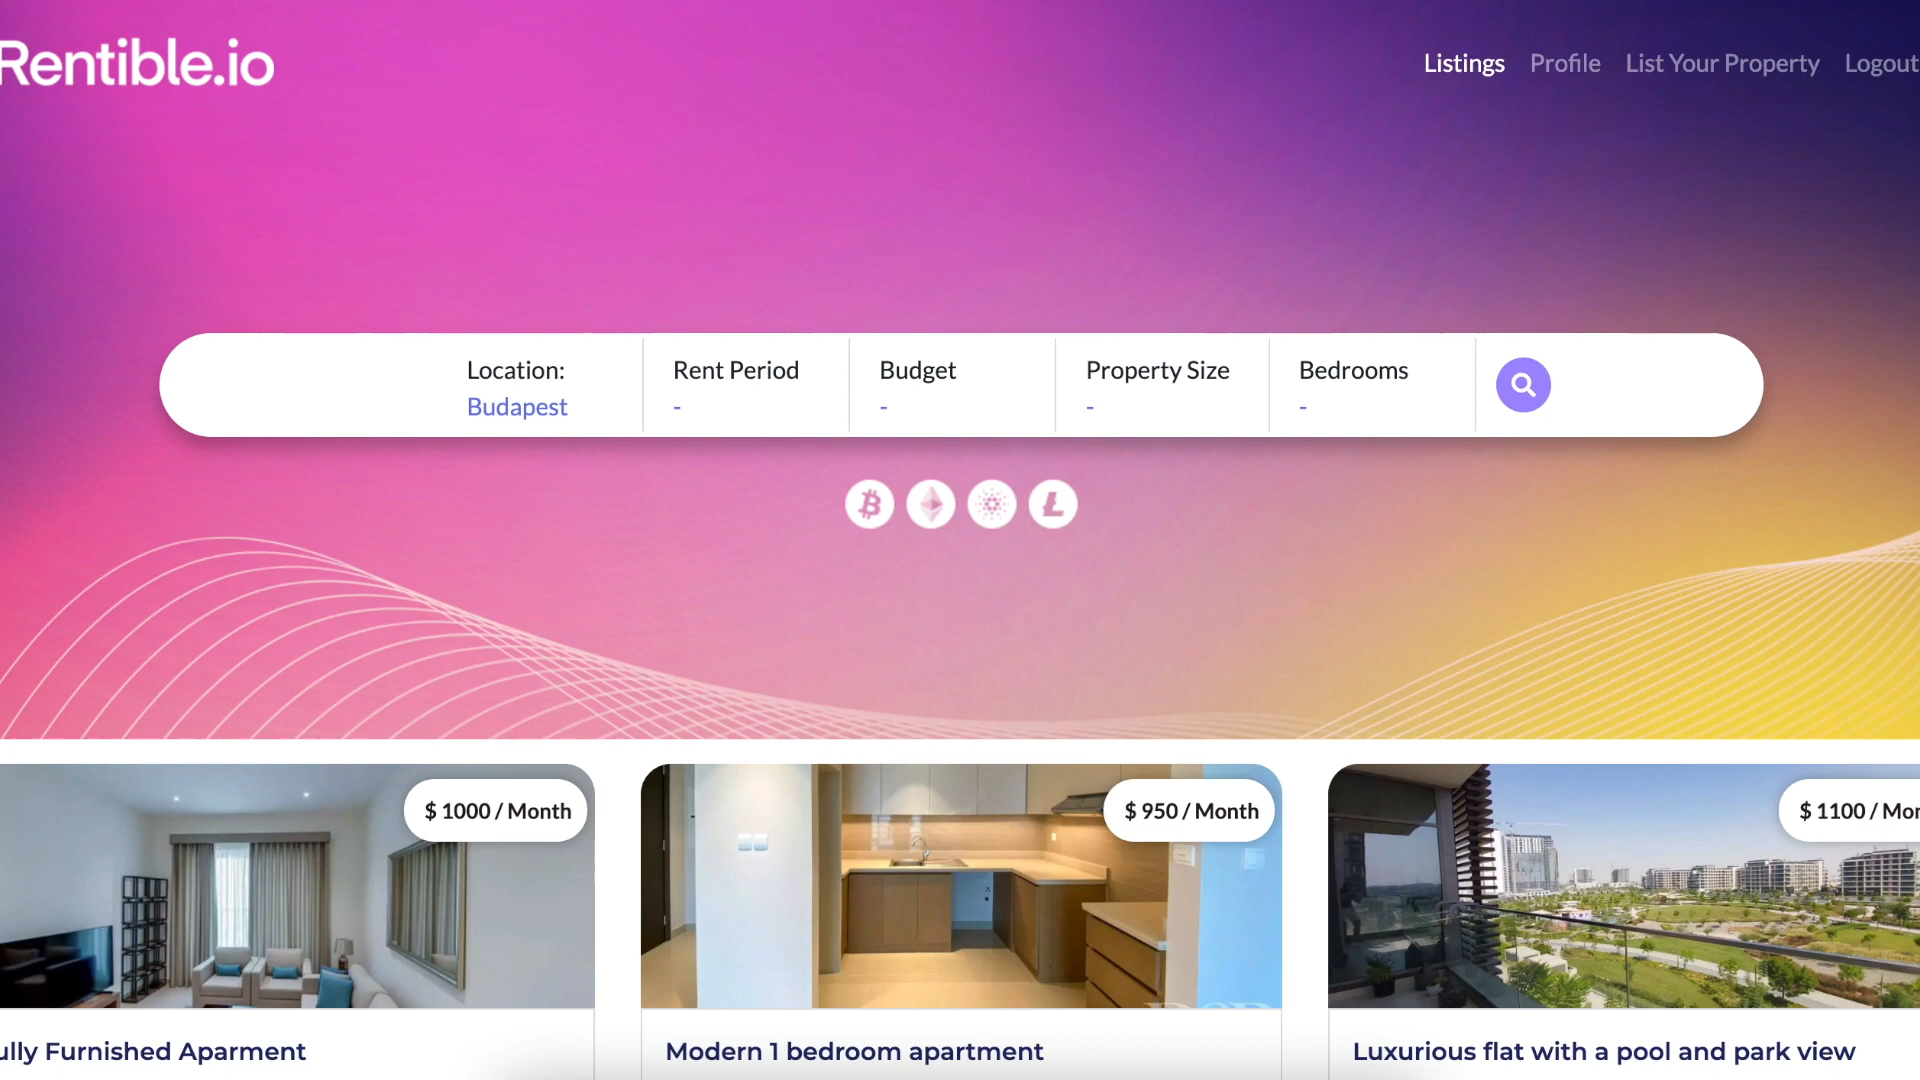 Rentible.io
Listings Profile List Your Property Logout
Location: Rent Period Budget Property Size Bedrooms
Budapest - - - -
$ 1000 / Month
$ 950 / Month
$ 1100 / Mon
ully Furnished Aparment
Modern 1 bedroom apartment
Luxurious flat with a pool and park view